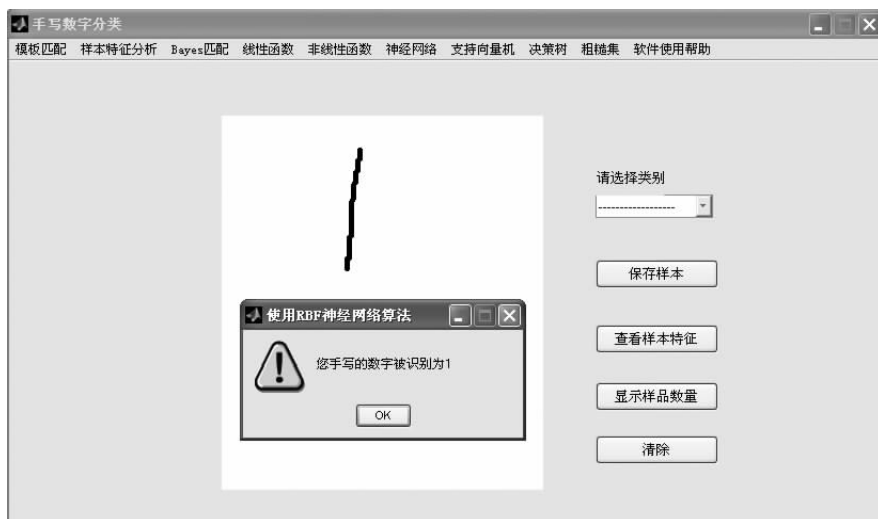 手写数字分类
模板匹配 样本特征分析 Bayes匹配 线性函数 非线性函数 神经网络 支持向量机 决策树 粗糙集 软件使用帮助
请选择类别
------------------
保存样本
使用RBF神经网络算法
您手写的数字被识别为1
OK
查看样本特征
显示样品数量
清除